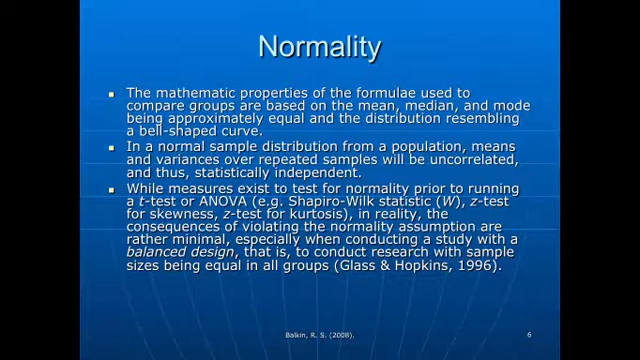 Normality
The mathematic properties of the formulae used to
compare groups are based on the mean, median, and mode
being approximately equal and the distribution resembling
a bell-shaped curve.
In a normal sample distribution from a population, means
and variances over repeated samples will be uncorrelated,
and thus, statistically independent.
While measures exist to test for normality prior to running
a t-test or ANOVA (e.g. Shapiro-Wilk statistic (W), z-test
for skewness, z-test for kurtosis), in reality, the
consequences of violating the normality assumption are
rather minimal, especially when conducting a study with a
balanced design, that is, to conduct research with sample
sizes being equal in all groups (Glass & Hopkins, 1996).
Balkin, R. S. (2008).
6